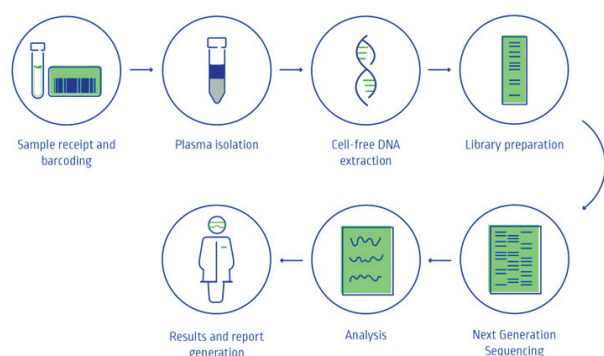 Sample receipt and
barcoding
Plasma isolation
Cell-free DNA
extraction
Library preparation
Results and report
generation
Analysis
Next Generation
Sequencing